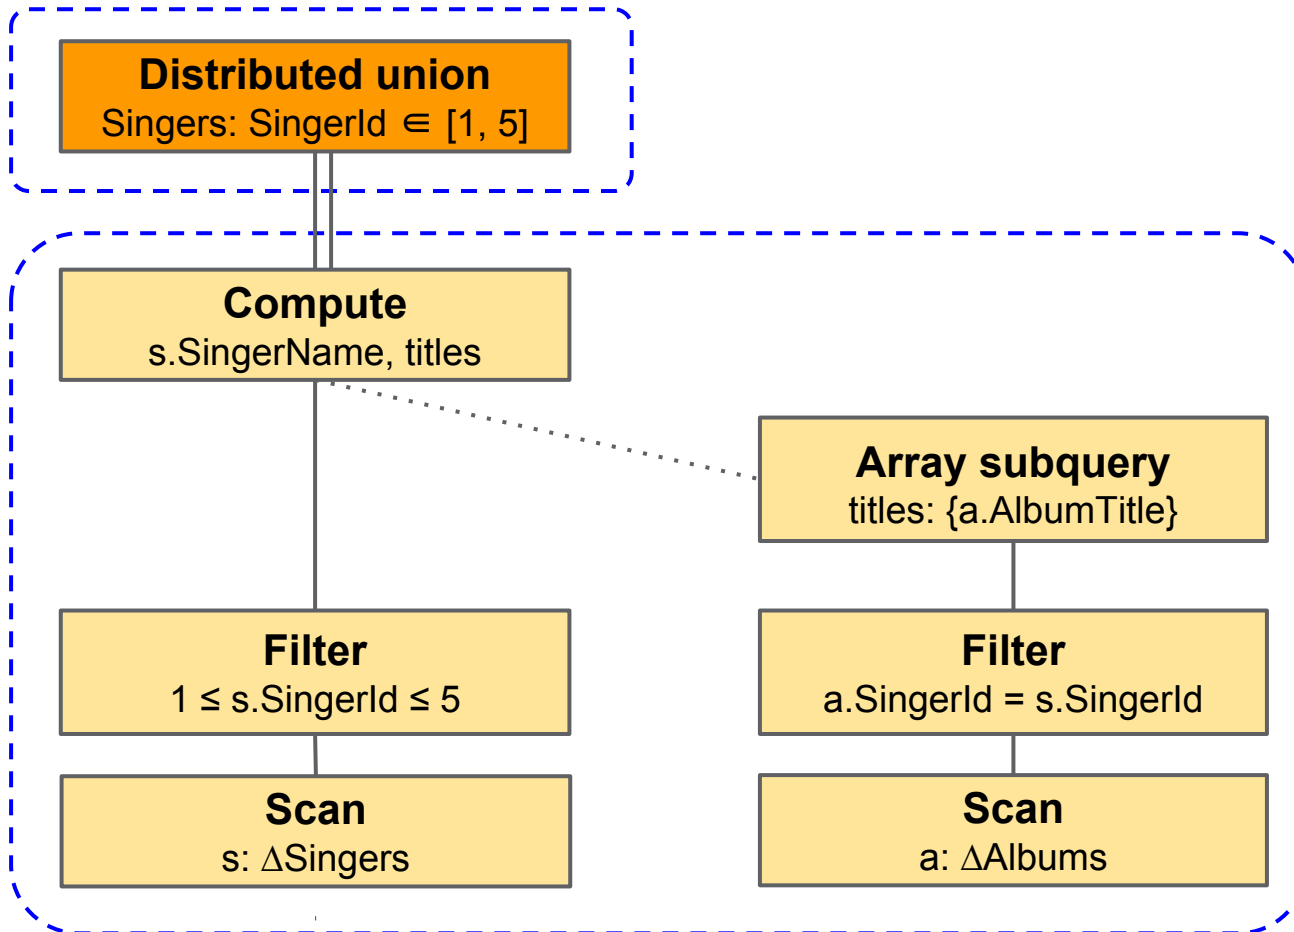 Distributed union
Singers: SingerId ∈ [1, 5]
Compute
s.SingerName, titles
Array subquery
titles: {a.AlbumTitle}
Filter
1 ≤ s.SingerId ≤ 5
Filter
a.SingerId = s.SingerId
Scan
s: ∆Singers
Scan
a: ∆Albums